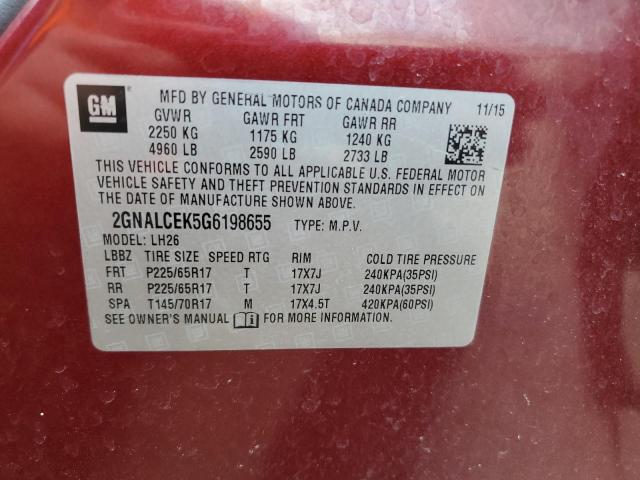 GM
MFD BY GENERAL MOTORS OF CANADA COMPANY 11/15
GVWR GAWR FRT GAWR RR
2250 KG 1175 KG 1240 KG
4960 LB 2590 LB 2733 LB
THIS VEHICLE CONFORMS TO ALL APPLICABLE U.S. FEDERAL MOTOR
VEHICLE SAFETY AND THEFT PREVENTION STANDARDS IN EFFECT ON
THE DATE OF MANUFACTURE SHOWN ABOVE.
2GNALCEK5G6198655 TYPE: M.P.V.
MODEL: LH26
LBBZ TIRE SIZE SPEED RTG RIM COLD TIRE PRESSURE
FRT P225/65R17 T 17X7J 240KPA(35PSI)
RR P225/65R17 T 17X7J 240KPA(35PSI)
SPA T145/70R17 M 17X4.5T 420KPA(60PSI)
SEE OWNER'S MANUAL FOR MORE INFORMATION.